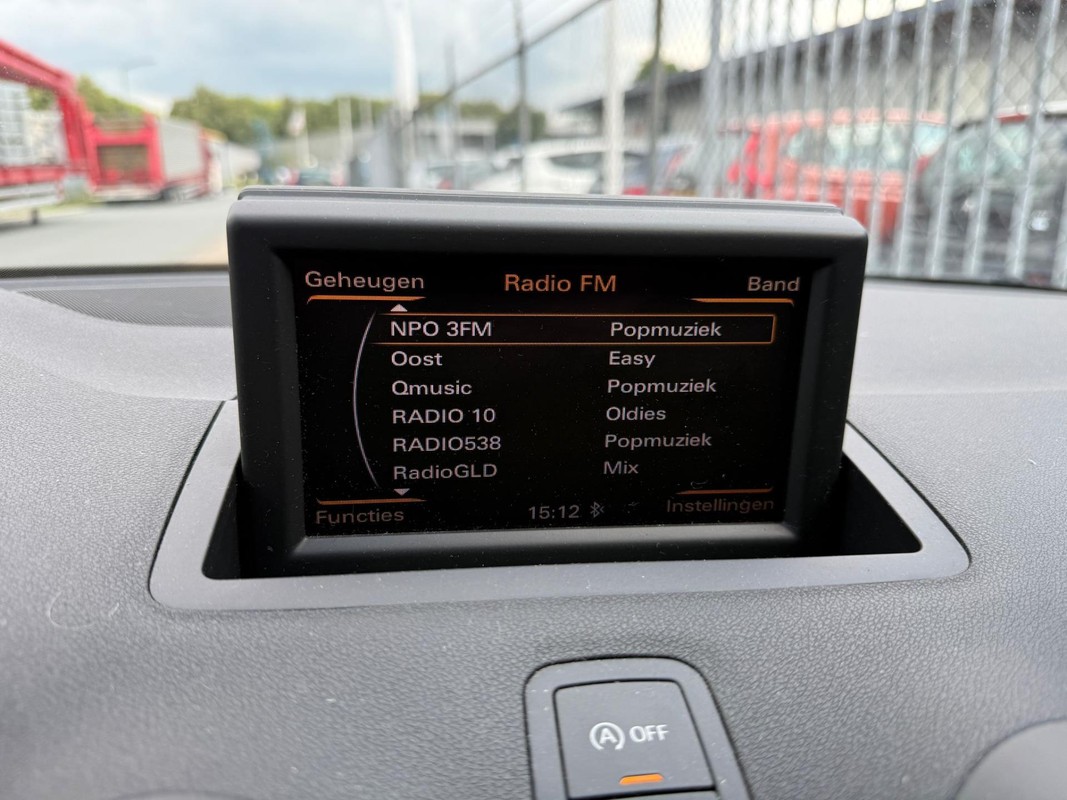 Geheugen Radio FM Band
NPO 3FM Popmuziek
Oost Easy
Qmusic Popmuziek
RADIO 10 Oldies
RADIO538 Popmuziek
RadioGLD Mix
Functies 15:12 Instellingen
A OFF